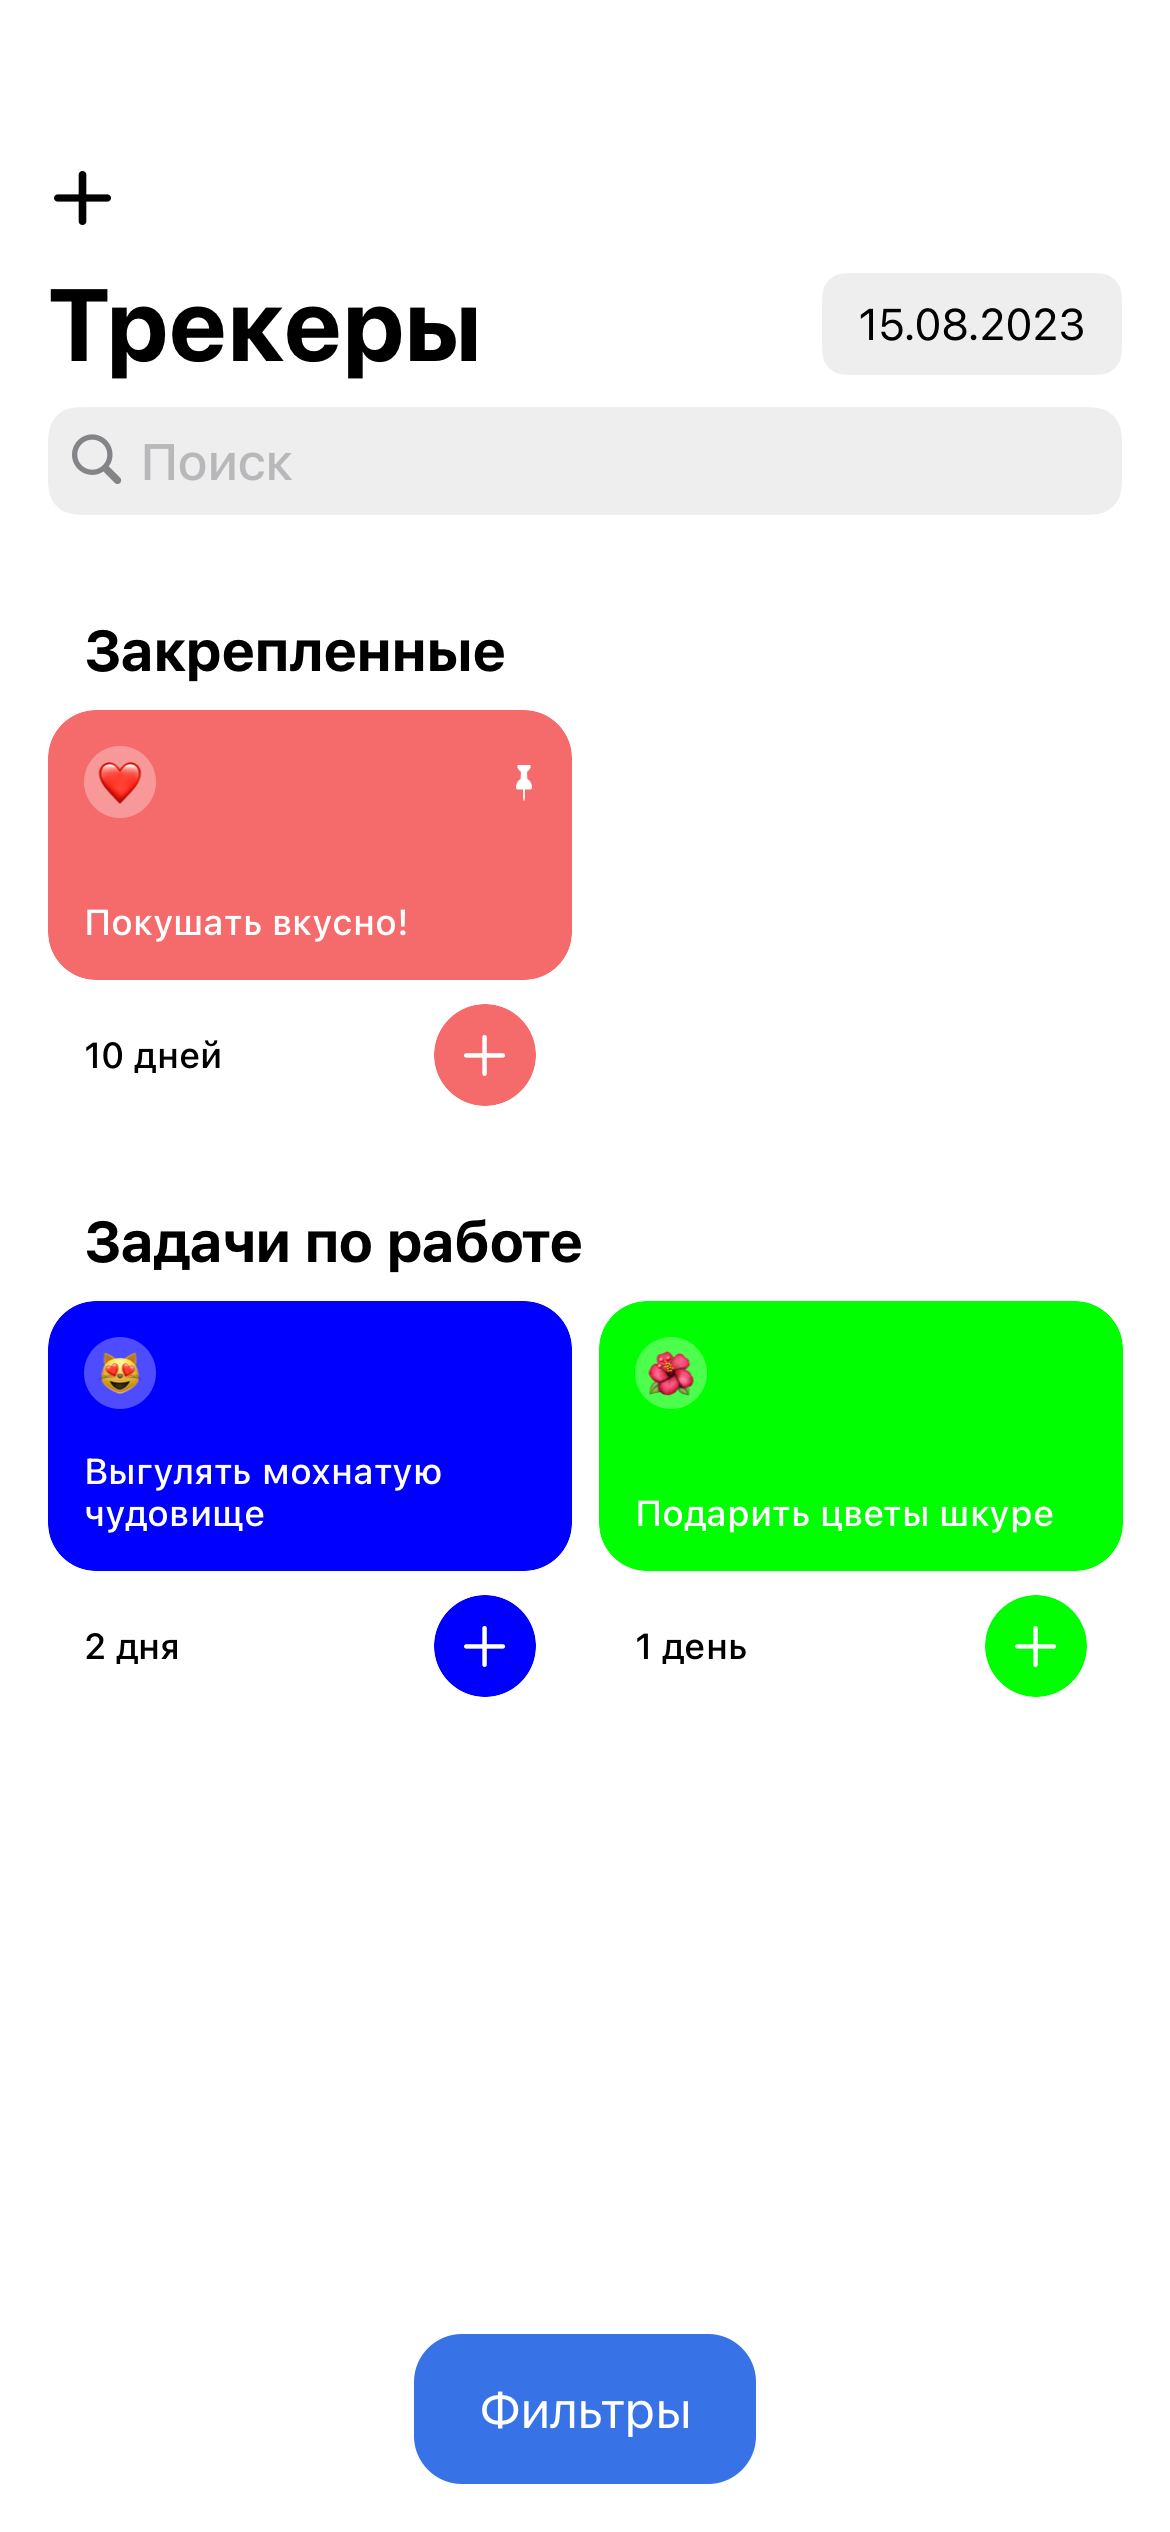 Трекеры
15.08.2023
Поиск
Закрепленные
Покушать вкусно!
10 дней
Задачи по работе
Выгулять мохнатую
чудовище
Подарить цветы шкуре
2 дня
1 день
Фильтры